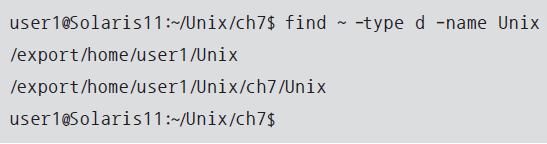 user1@Solaris11:~/Unix/ch7$ find ~ -type d -name Unix
/export/home/user1/Unix
/export/home/user1/Unix/ch7/Unix
user1@Solaris11:~/Unix/ch7$